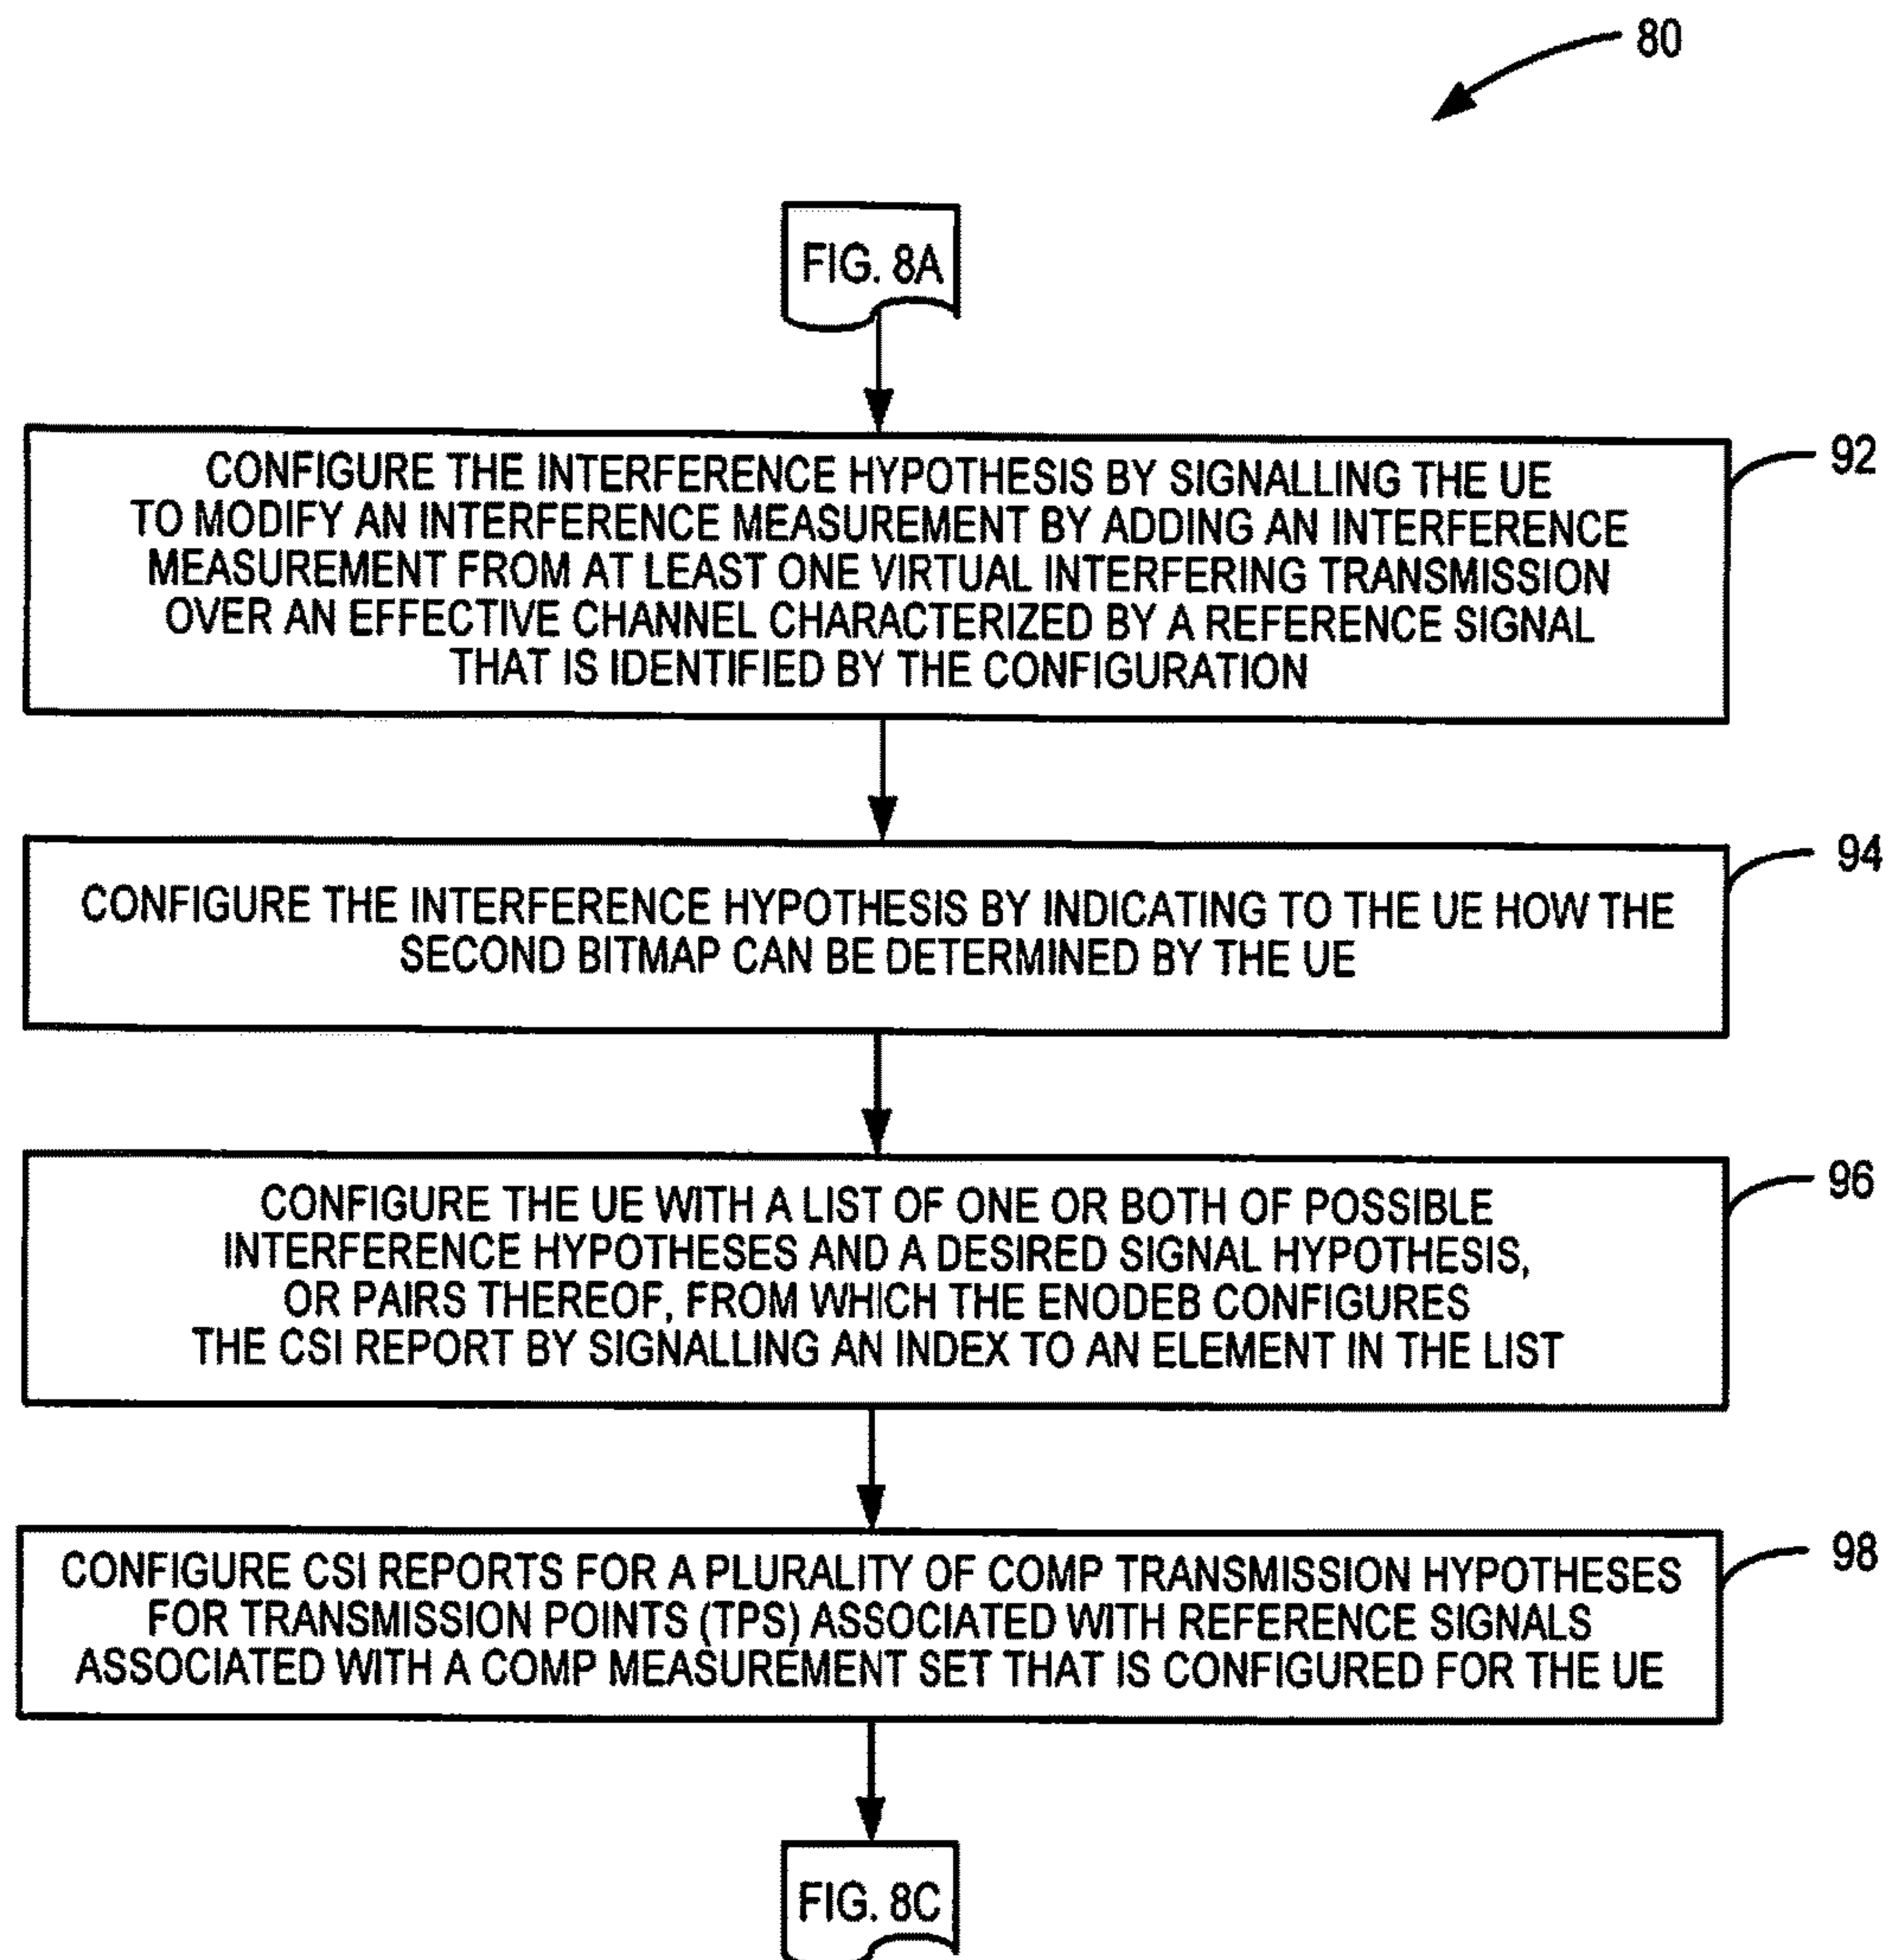 80
FIG. 8A
CONFIGURE THE INTERFERENCE HYPOTHESIS BY SIGNALLING THE UE
TO MODIFY AN INTERFERENCE MEASUREMENT BY ADDING AN INTERFERENCE
MEASUREMENT FROM AT LEAST ONE VIRTUAL INTERFERING TRANSMISSION
OVER AN EFFECTIVE CHANNEL CHARACTERIZED BY A REFERENCE SIGNAL
THAT IS IDENTIFIED BY THE CONFIGURATION
92
CONFIGURE THE INTERFERENCE HYPOTHESIS BY INDICATING TO THE UE HOW THE
SECOND BITMAP CAN BE DETERMINED BY THE UE
94
CONFIGURE THE UE WITH A LIST OF ONE OR BOTH OF POSSIBLE
INTERFERENCE HYPOTHESES AND A DESIRED SIGNAL HYPOTHESIS,
OR PAIRS THEREOF, FROM WHICH THE ENODEB CONFIGURES
THE CSI REPORT BY SIGNALLING AN INDEX TO AN ELEMENT IN THE LIST
96
CONFIGURE CSI REPORTS FOR A PLURALITY OF COMP TRANSMISSION HYPOTHESES
FOR TRANSMISSION POINTS (TPS) ASSOCIATED WITH REFERENCE SIGNALS
ASSOCIATED WITH A COMP MEASUREMENT SET THAT IS CONFIGURED FOR THE UE
98
FIG. 8C